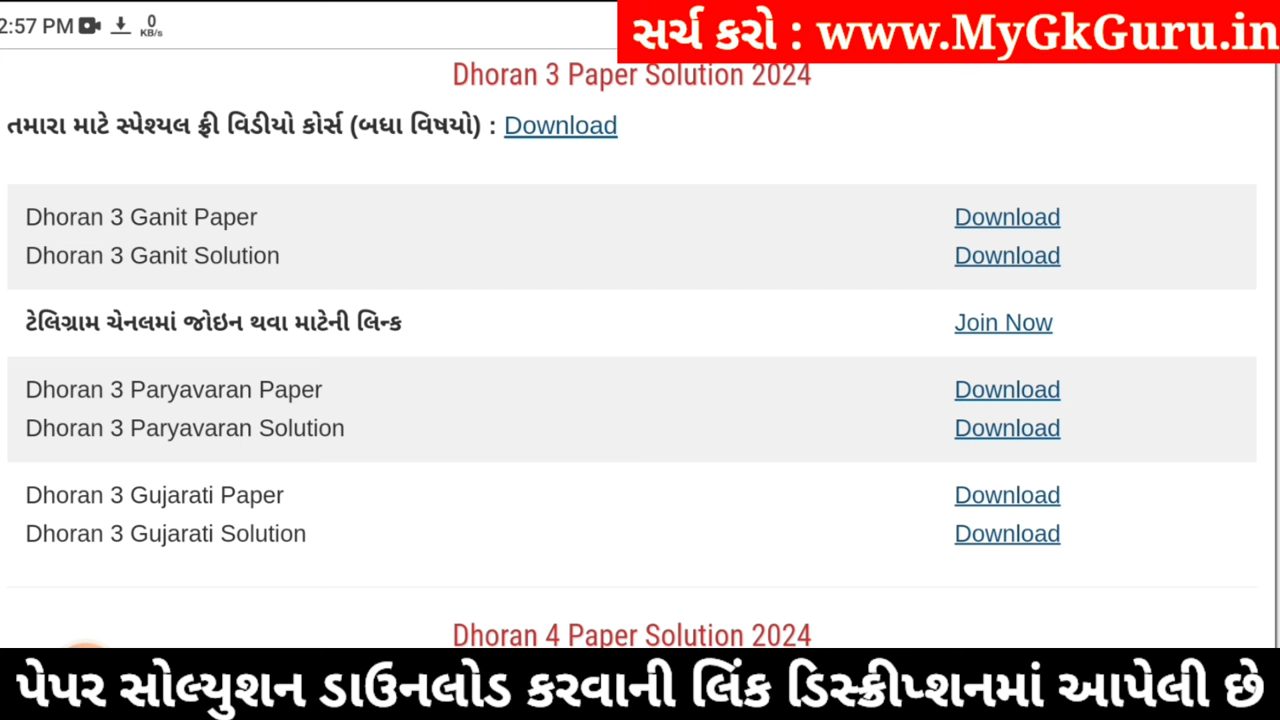 2:57 PM 0 KB/s
સર્ચ કરો : www.MyGkGuru.in
Dhoran 3 Paper Solution 2024
તમારા માટે સ્પેશ્યલ ફ્રી વિડીયો કોર્સ (બધા વિષયો) : Download
Dhoran 3 Ganit Paper Download
Dhoran 3 Ganit Solution Download
ટેલિગ્રામ ચેનલમાં જોઇન થવા માટેની લિન્ક Join Now
Dhoran 3 Paryavaran Paper Download
Dhoran 3 Paryavaran Solution Download
Dhoran 3 Gujarati Paper Download
Dhoran 3 Gujarati Solution Download
Dhoran 4 Paper Solution 2024
પેપર સોલ્યુશન ડાઉનલોડ કરવાની લિંક ડિસ્ક્રીપ્શનમાં આપેલી છે